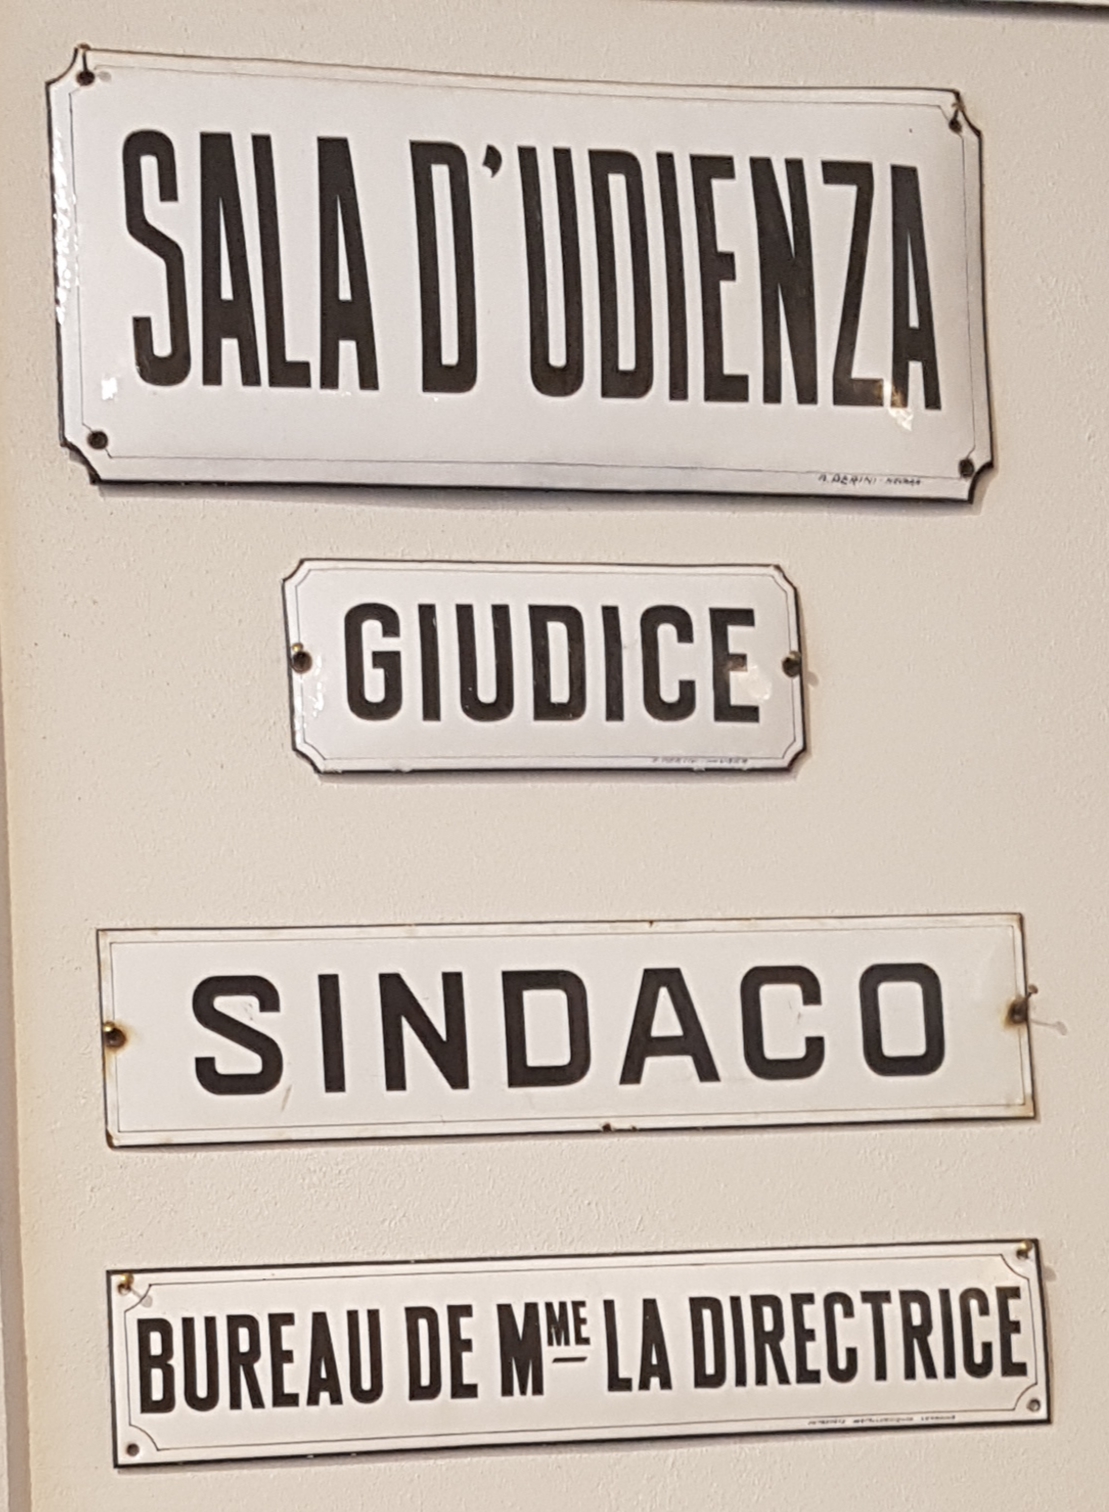 SALA D'UDIENZA
GIUDICE
SINDACO
BUREAU DE MME LA DIRECTRICE